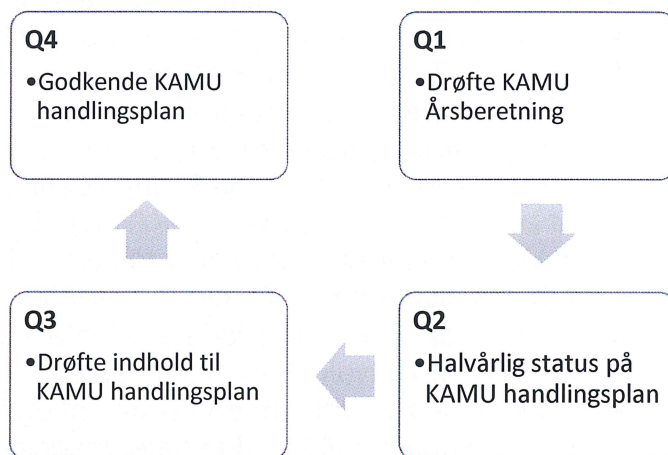 Q4
•Godkende KAMU
handlingsplan
Q1
•Drøfte KAMU
Årsberetning
Q3
•Drøfte indhold til
KAMU handlingsplan
Q2
•Halvårlig status på
KAMU handlingsplan